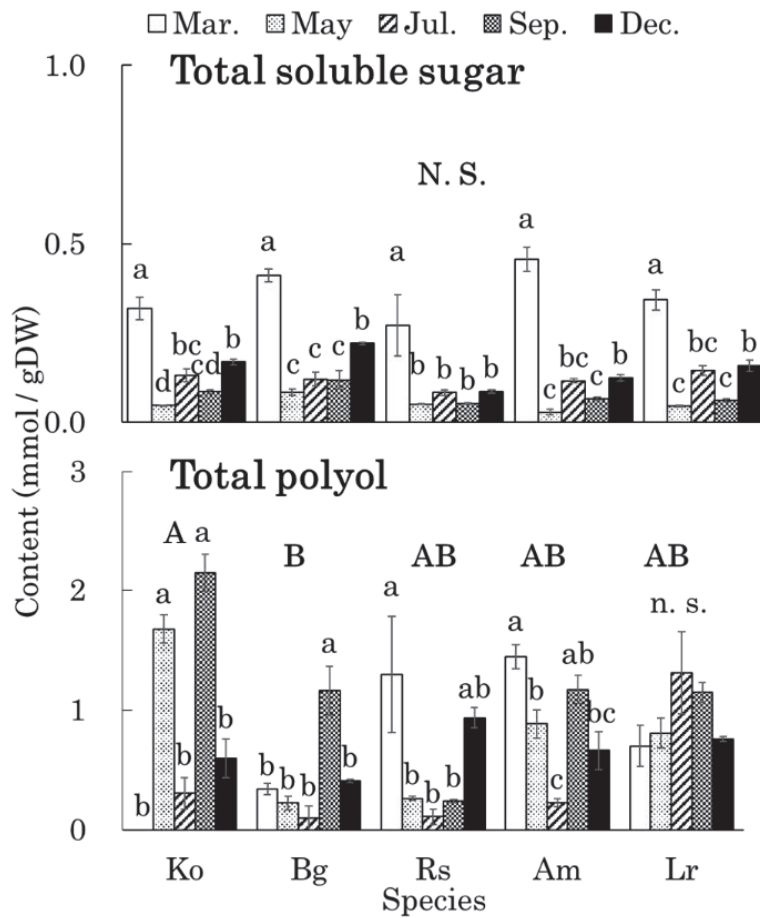 Mar. May Jul. Sep. Dec.
1.0
Total soluble sugar
N. S.
0.5
a a a a a
d bc cd b c c c b b b b b c bc c b c bc c b
0.0
Content (mmol / gDW)
3
Total polyol
A B AB AB AB
2
n. s.
b a b a b
b b b a b
a b b b ab
a b c ab bc
1
0
Ko Bg Rs Am Lr
Species